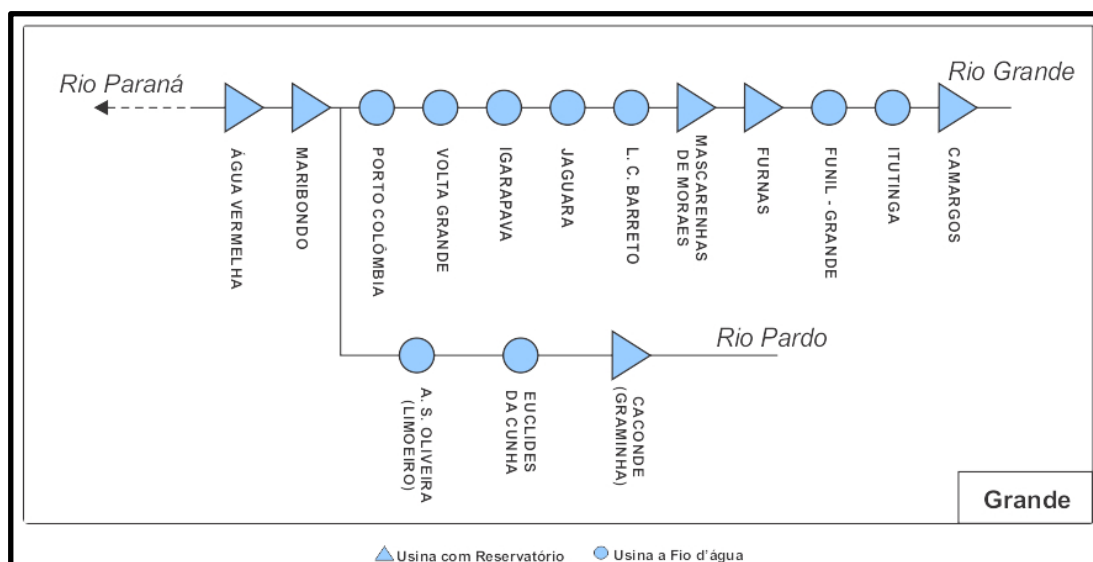 Rio Paraná
Rio Grande
ÁGUA VERMELHA
MARIBONDO
PORTO COLÔMBIA
VOLTA GRANDE
IGARAPAVA
JAGUARA
L. C. BARRETO
MASCARENHAS
DE MORAES
FURNAS
FUNIL - GRANDE
ITUTINGA
CAMARGOS
Rio Pardo
A. S. OLIVEIRA
(LIMOEIRO)
EUCLIDES
DA CUNHA
CACONDE
(GRAMINHA)
Grande
Usina com Reservatório
Usina a Fio d'água